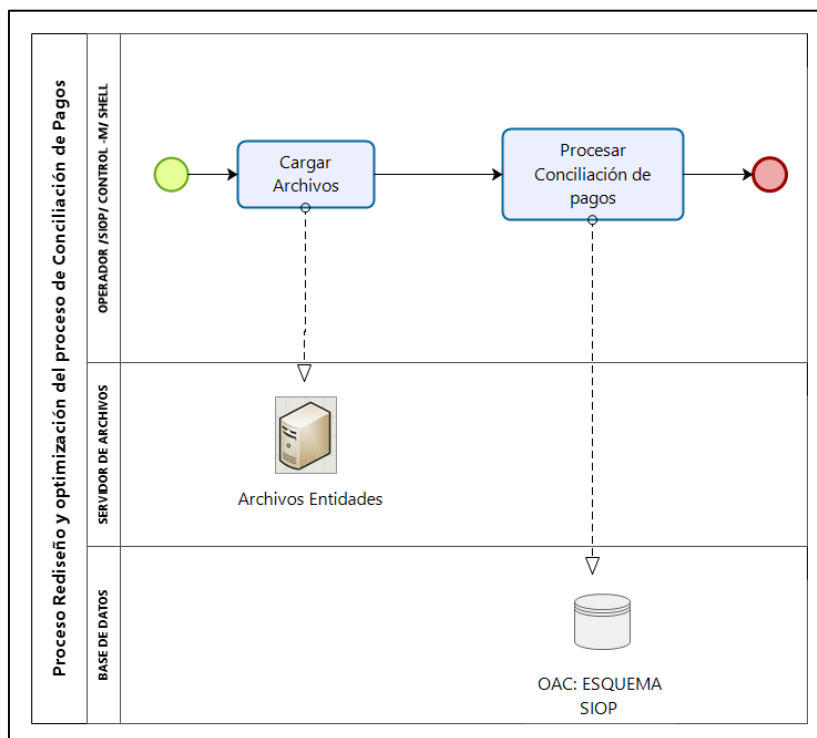 Proceso Rediseño y optimización del proceso de Conciliación de Pagos
OPERADOR /SIOP/ CONTROL -M/ SHELL
Cargar
Archivos
Procesar
Conciliación de
pagos
SERVIDOR DE ARCHIVOS
Archivos Entidades
BASE DE DATOS
OAC: ESQUEMA
SIOP